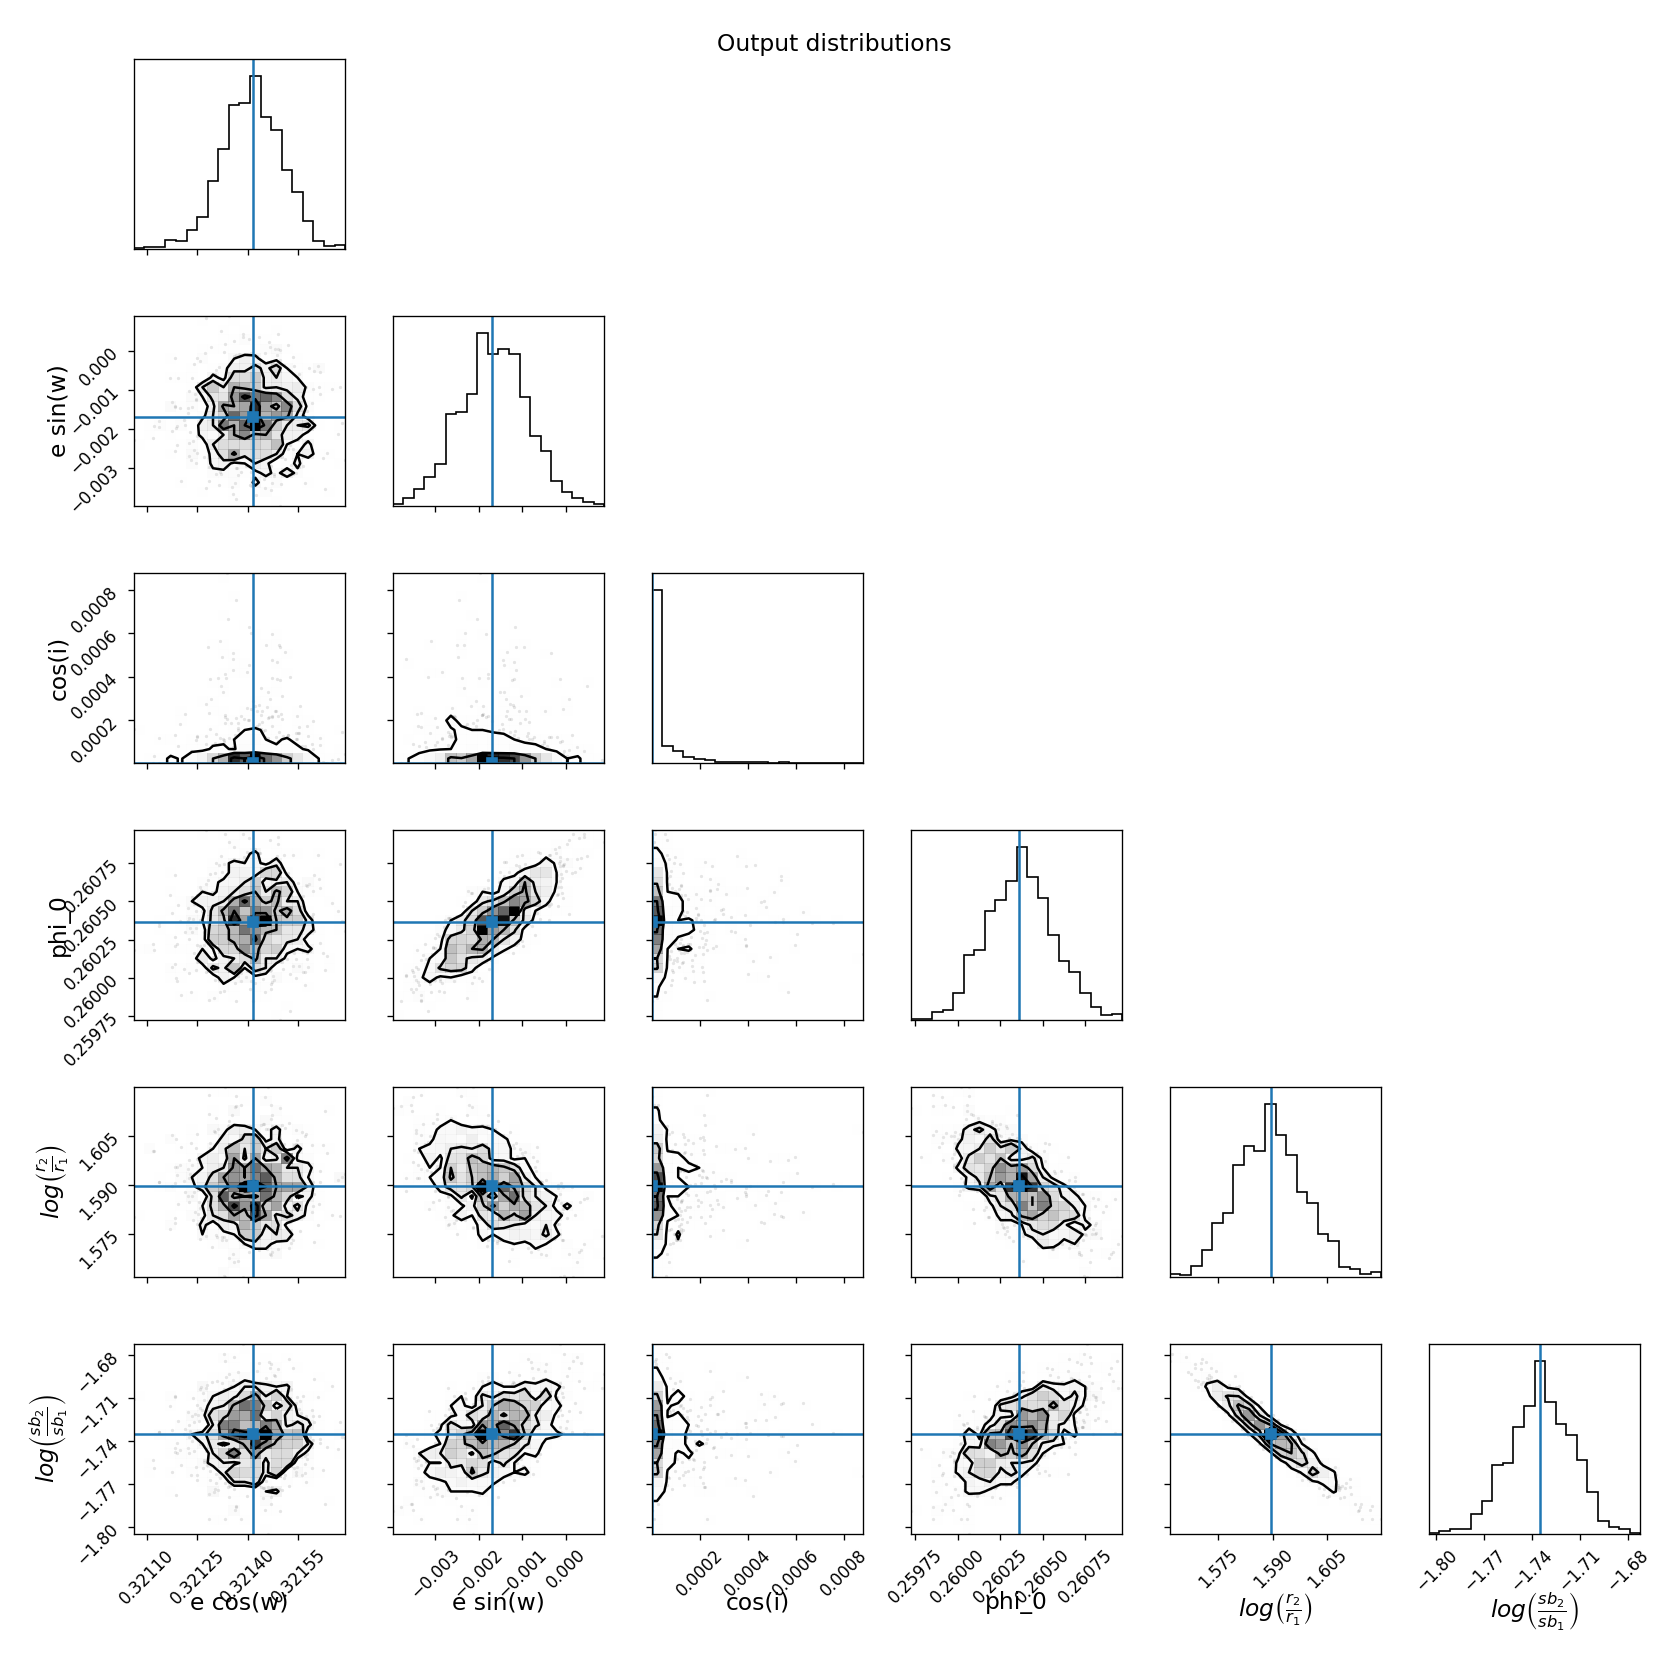 Output distributions
e sin(w)
0.000
−0.001
−0.002
−0.003
cos(i)
0.0008
0.0006
0.0004
0.0002
phi_0
0.26075
0.26050
0.26025
0.26000
0.25975
log(r₂/r₁)
1.605
1.590
1.575
log(sb₂/sb₁)
−1.68
−1.71
−1.74
−1.77
−1.80
0.32110 0.32125 0.32140 0.32155
−0.003 −0.002 −0.001 0.000
0.0002 0.0004 0.0006 0.0008
0.25975 0.26000 0.26025 0.26050 0.26075
1.575 1.590 1.605
−1.80 −1.77 −1.74 −1.71 −1.68
e cos(w) e sin(w) cos(i) phi_0 log(r₂/r₁) log(sb₂/sb₁)